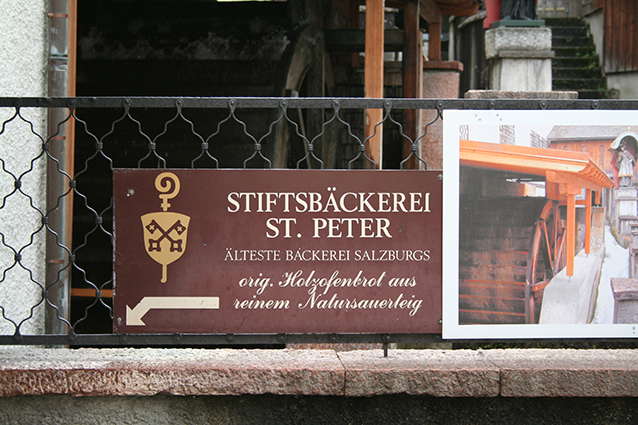 STIFTSBÄCKEREI
ST. PETER
ÄLTESTE BÄCKEREI SALZBURGS
orig. Holzofenbrot aus
reinem Natursauerteig